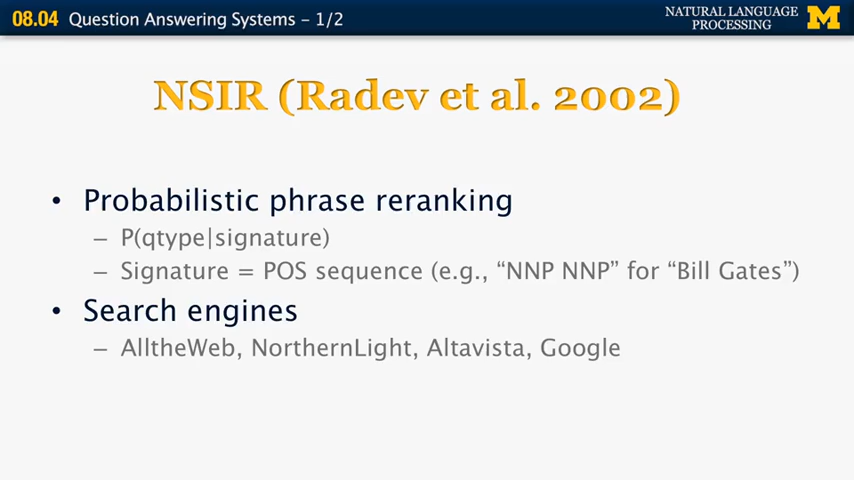 08.04 Question Answering Systems – 1/2
NATURAL LANGUAGE
PROCESSING
M
NSIR (Radev et al. 2002)
• Probabilistic phrase reranking
– P(qtype|signature)
– Signature = POS sequence (e.g., “NNP NNP” for “Bill Gates”)
• Search engines
– AlltheWeb, NorthernLight, Altavista, Google